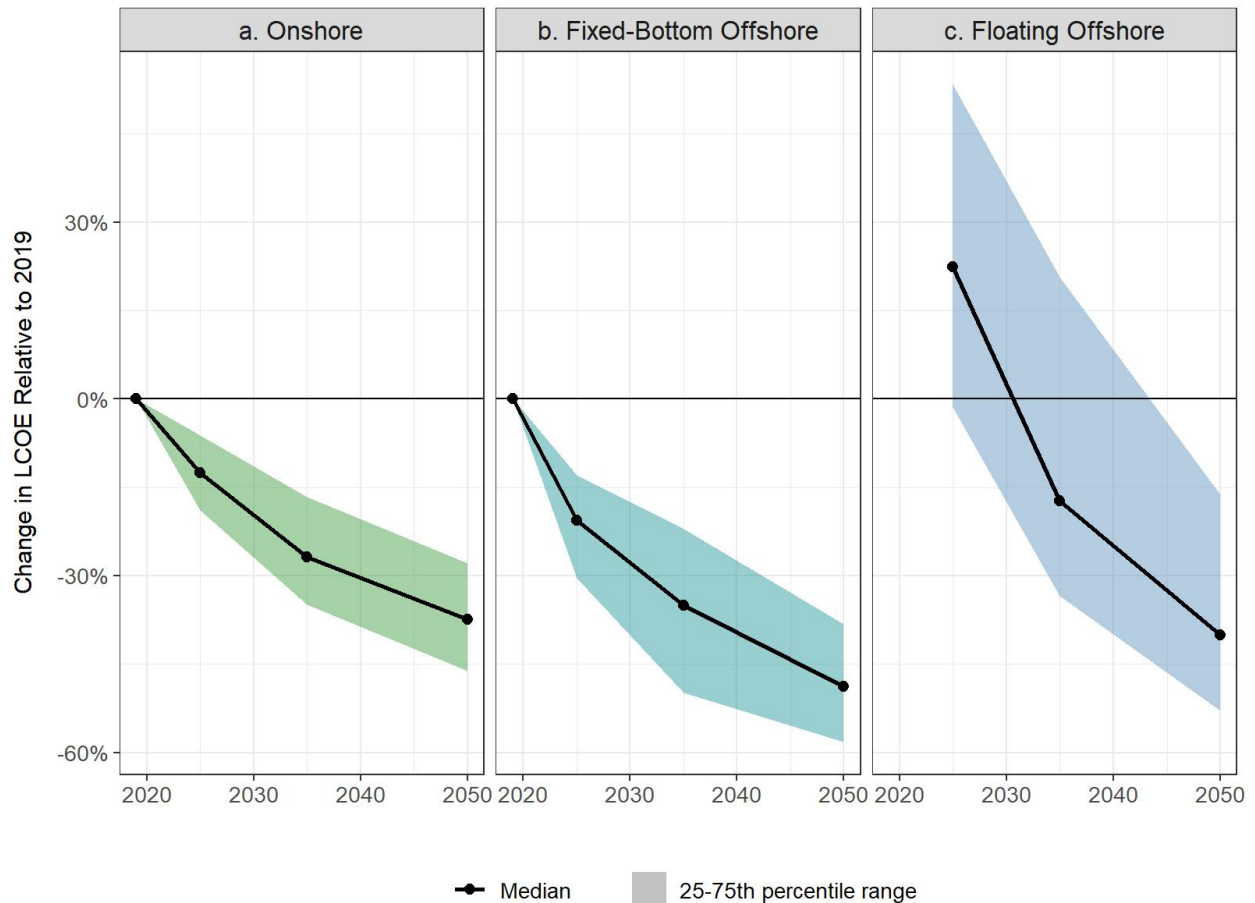 a. Onshore
b. Fixed-Bottom Offshore
c. Floating Offshore
Change in LCOE Relative to 2019
30%
0%
-30%
-60%
2020 2030 2040 2050
2020 2030 2040 2050
2020 2030 2040 2050
Median
25-75th percentile range